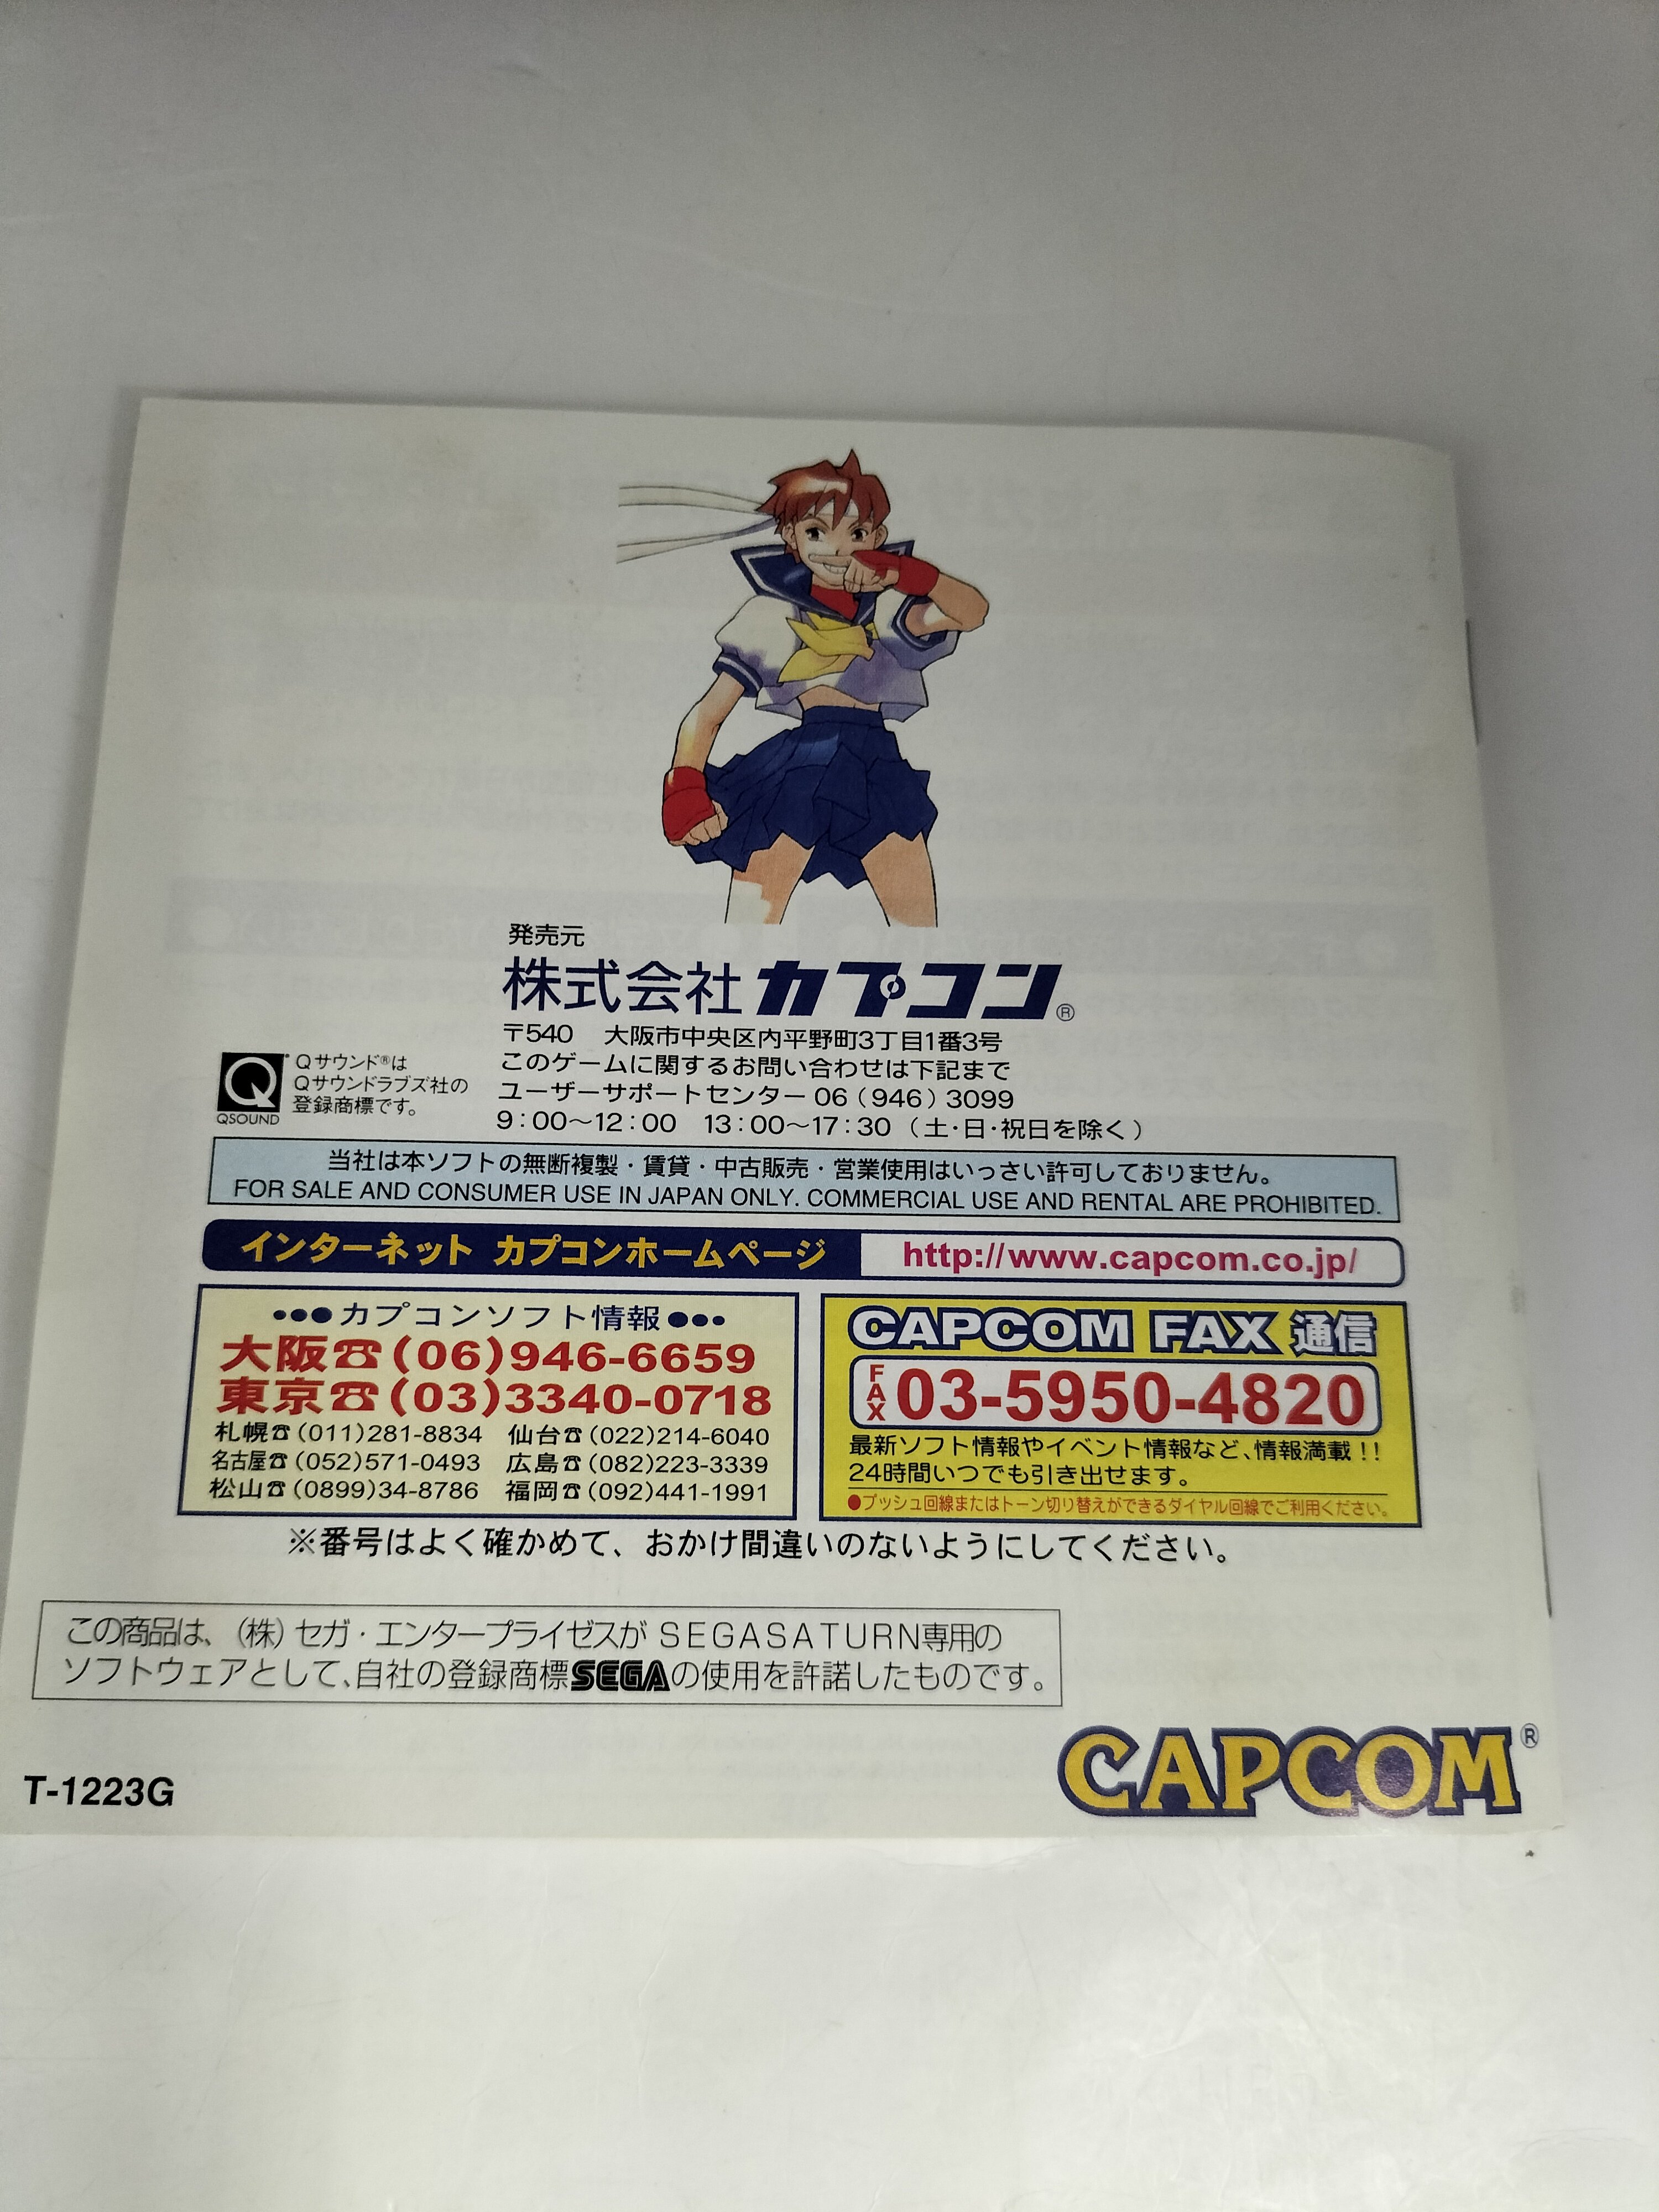 発売元
株式会社カプコン®
〒540 大阪市中央区内平野町3丁目1番3号
このゲームに関するお問い合わせは下記まで
ユーザーサポートセンター 06(946)3099
9:00〜12:00 13:00〜17:30(土・日・祝日を除く)
Q
QSOUND
Qサウンド®は
Qサウンドラブズ社の
登録商標です。
当社は本ソフトの無断複製・賃貸・中古販売・営業使用はいっさい許可しておりません。
FOR SALE AND CONSUMER USE IN JAPAN ONLY. COMMERCIAL USE AND RENTAL ARE PROHIBITED.
インターネット カプコンホームページ http://www.capcom.co.jp/
•●●カプコンソフト情報●●•
大阪☎(06)946-6659
東京☎(03)3340-0718
札幌☎(011)281-8834 仙台☎(022)214-6040
名古屋☎(052)571-0493 広島☎(082)223-3339
松山☎(0899)34-8786 福岡☎(092)441-1991
CAPCOM FAX 通信
FAX 03-5950-4820
最新ソフト情報やイベント情報など、情報満載!!
24時間いつでも引き出せます。
●プッシュ回線またはトーン切り替えができるダイヤル回線でご利用ください。
※番号はよく確かめて、おかけ間違いのないようにしてください。
この商品は、(株)セガ・エンタープライゼスが SEGASATURN専用の
ソフトウェアとして、自社の登録商標SEGAの使用を許諾したものです。
T-1223G
CAPCOM®